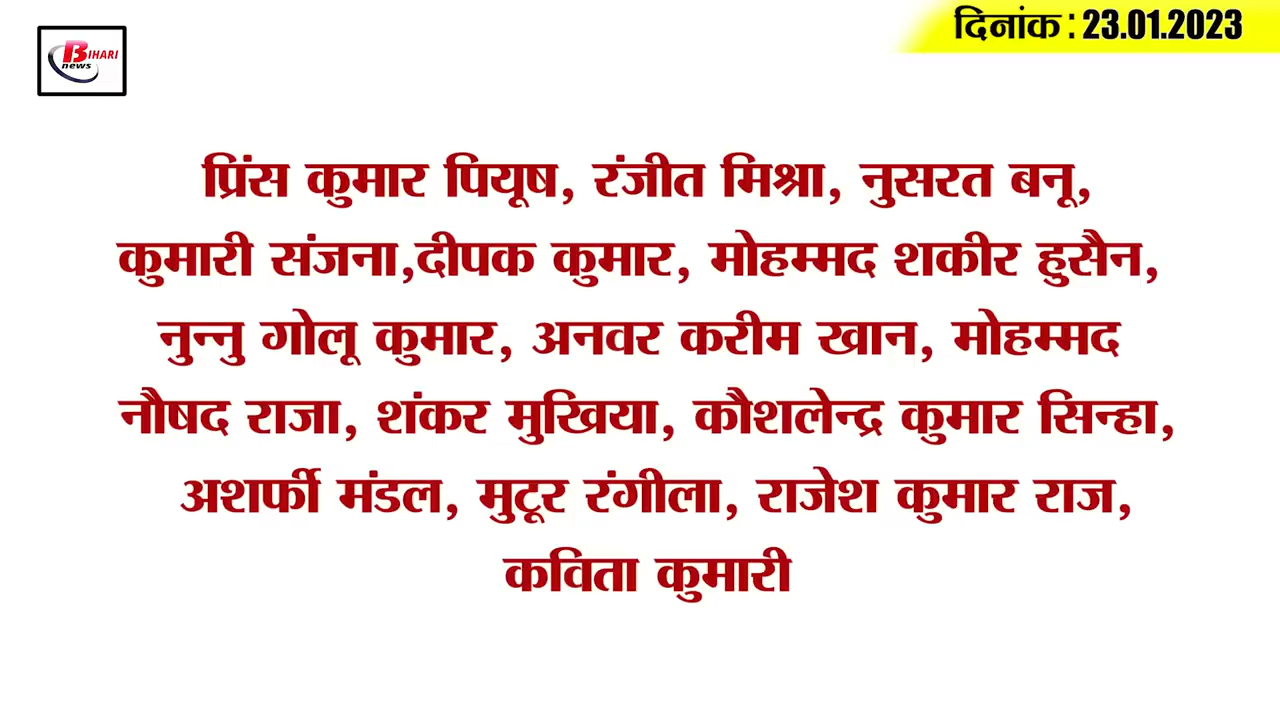 दिनांक : 23.01.2023
BIHARI
news
प्रिंस कुमार पियूष, रंजीत मिश्रा, नुसरत बनू,
कुमारी संजना,दीपक कुमार, मोहम्मद शकीर हुसैन,
नुन्नु गोलू कुमार, अनवर करीम खान, मोहम्मद
नौषद राजा, शंकर मुखिया, कौशलेन्द्र कुमार सिन्हा,
अशर्फी मंडल, मुटूर रंगीला, राजेश कुमार राज,
कविता कुमारी